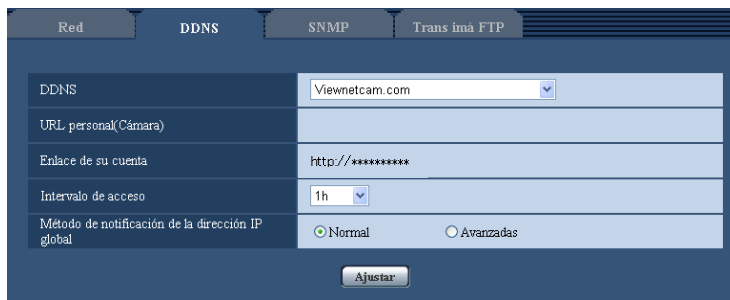 Red DDNS SNMP Trans imá FTP
DDNS Viewnetcam.com
URL personal(Cámara)
Enlace de su cuenta http://**********
Intervalo de acceso 1h
Método de notificación de la dirección IP
global
Normal Avanzadas
Ajustar